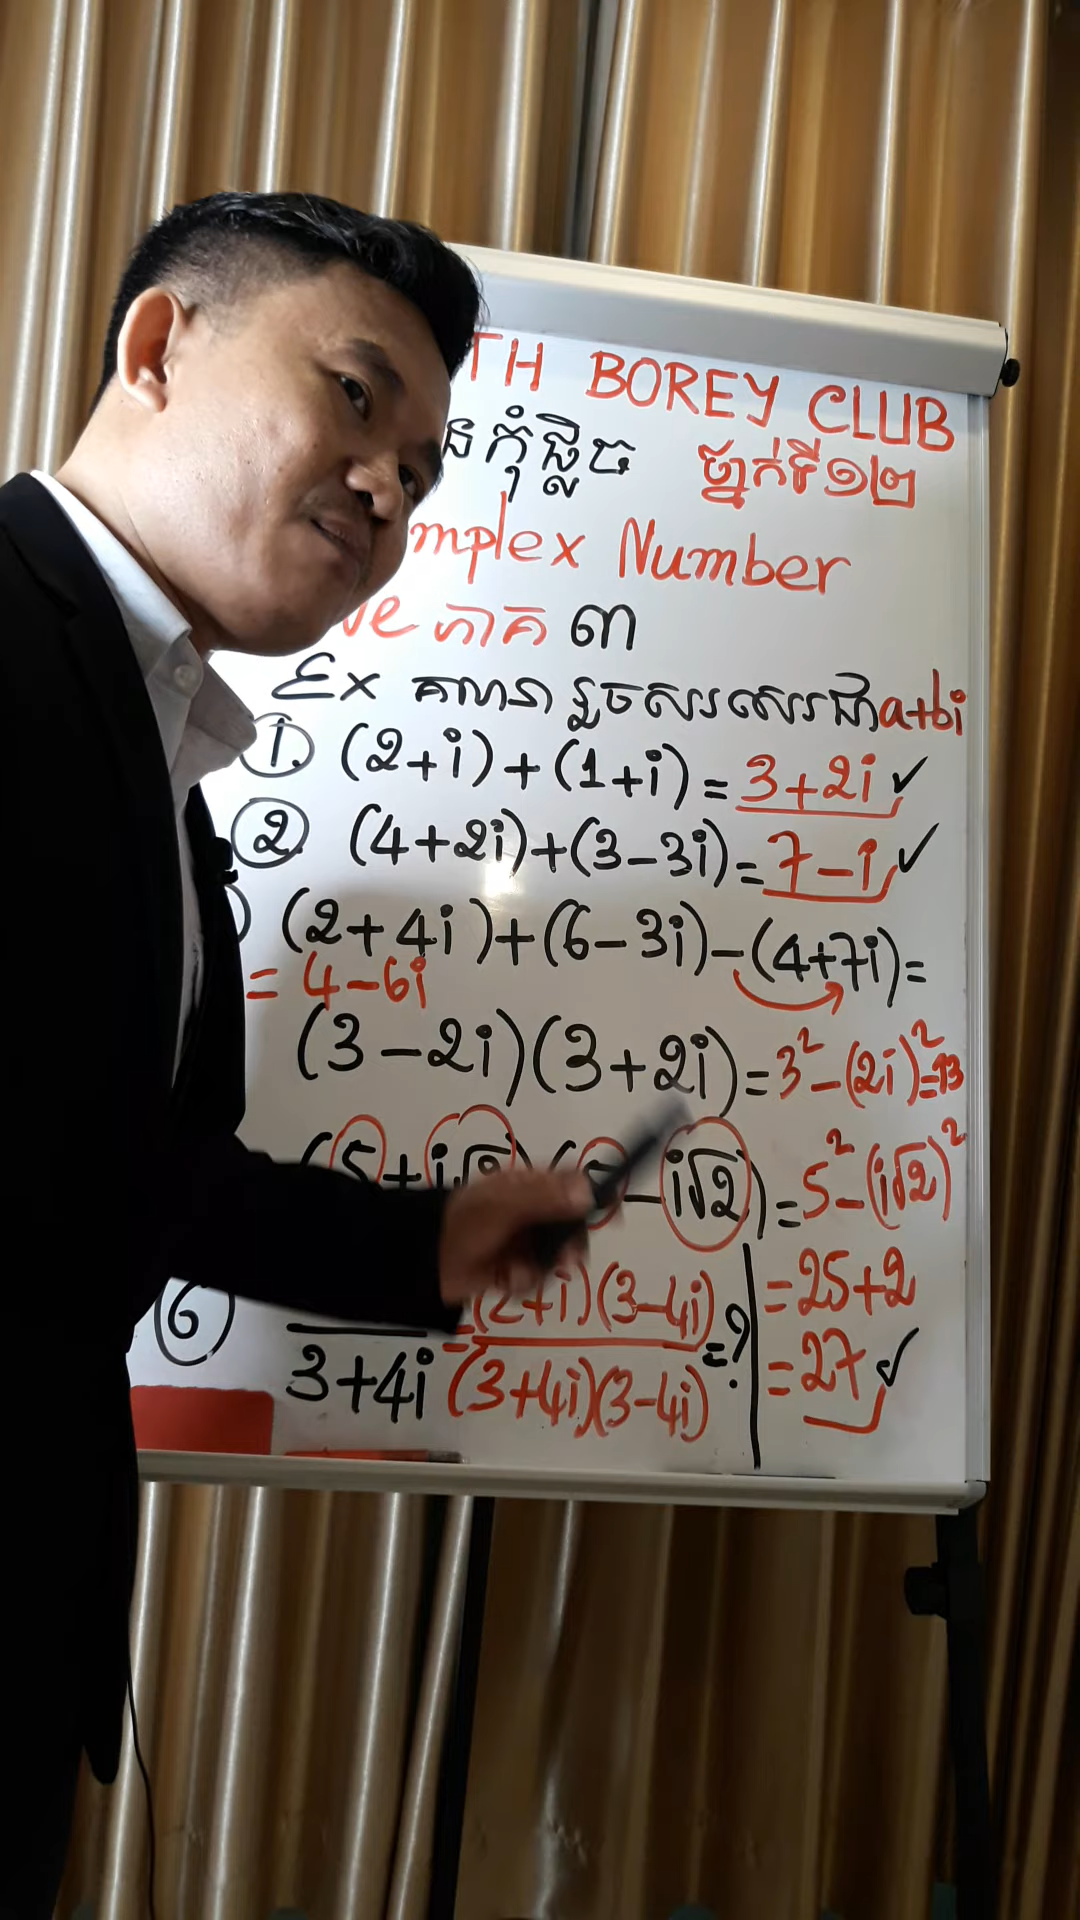 TH BOREY CLUB
នកុំផ្លិច ថ្នាក់ទី១២
mplex Number
ve ភាគ ៣
Ex គណនា រួចសរសេរជា a+bi
1. (2+i)+(1+i)=3+2i ✓
2 (4+2i)+(3-3i)=7-i ✓
(2+4i)+(6-3i)-(4+7i)=
=4-6i
(3-2i)(3+2i)=3²-(2i)²=13
(5+i√2)( -i√2)=5²-(i√2)²
=25+2
6 (2+i)(3-4i)
3+4i = (3+4i)(3-4i) =?
=27 ✓